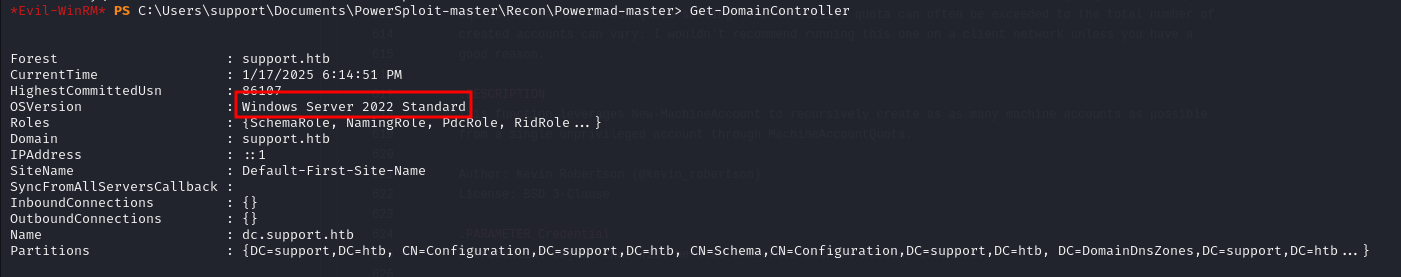 *Evil-WinRM* PS C:\Users\support\Documents\PowerSploit-master\Recon\Powermad-master> Get-DomainController
Forest : support.htb
CurrentTime : 1/17/2025 6:14:51 PM
HighestCommittedUsn : 86107
OSVersion : Windows Server 2022 Standard
Roles : {SchemaRole, NamingRole, PdcRole, RidRole...}
Domain : support.htb
IPAddress : ::1
SiteName : Default-First-Site-Name
SyncFromAllServersCallback :
InboundConnections : {}
OutboundConnections : {}
Name : dc.support.htb
Partitions : {DC=support,DC=htb, CN=Configuration,DC=support,DC=htb, CN=Schema,CN=Configuration,DC=support,DC=htb, DC=DomainDnsZones,DC=support,DC=htb...}